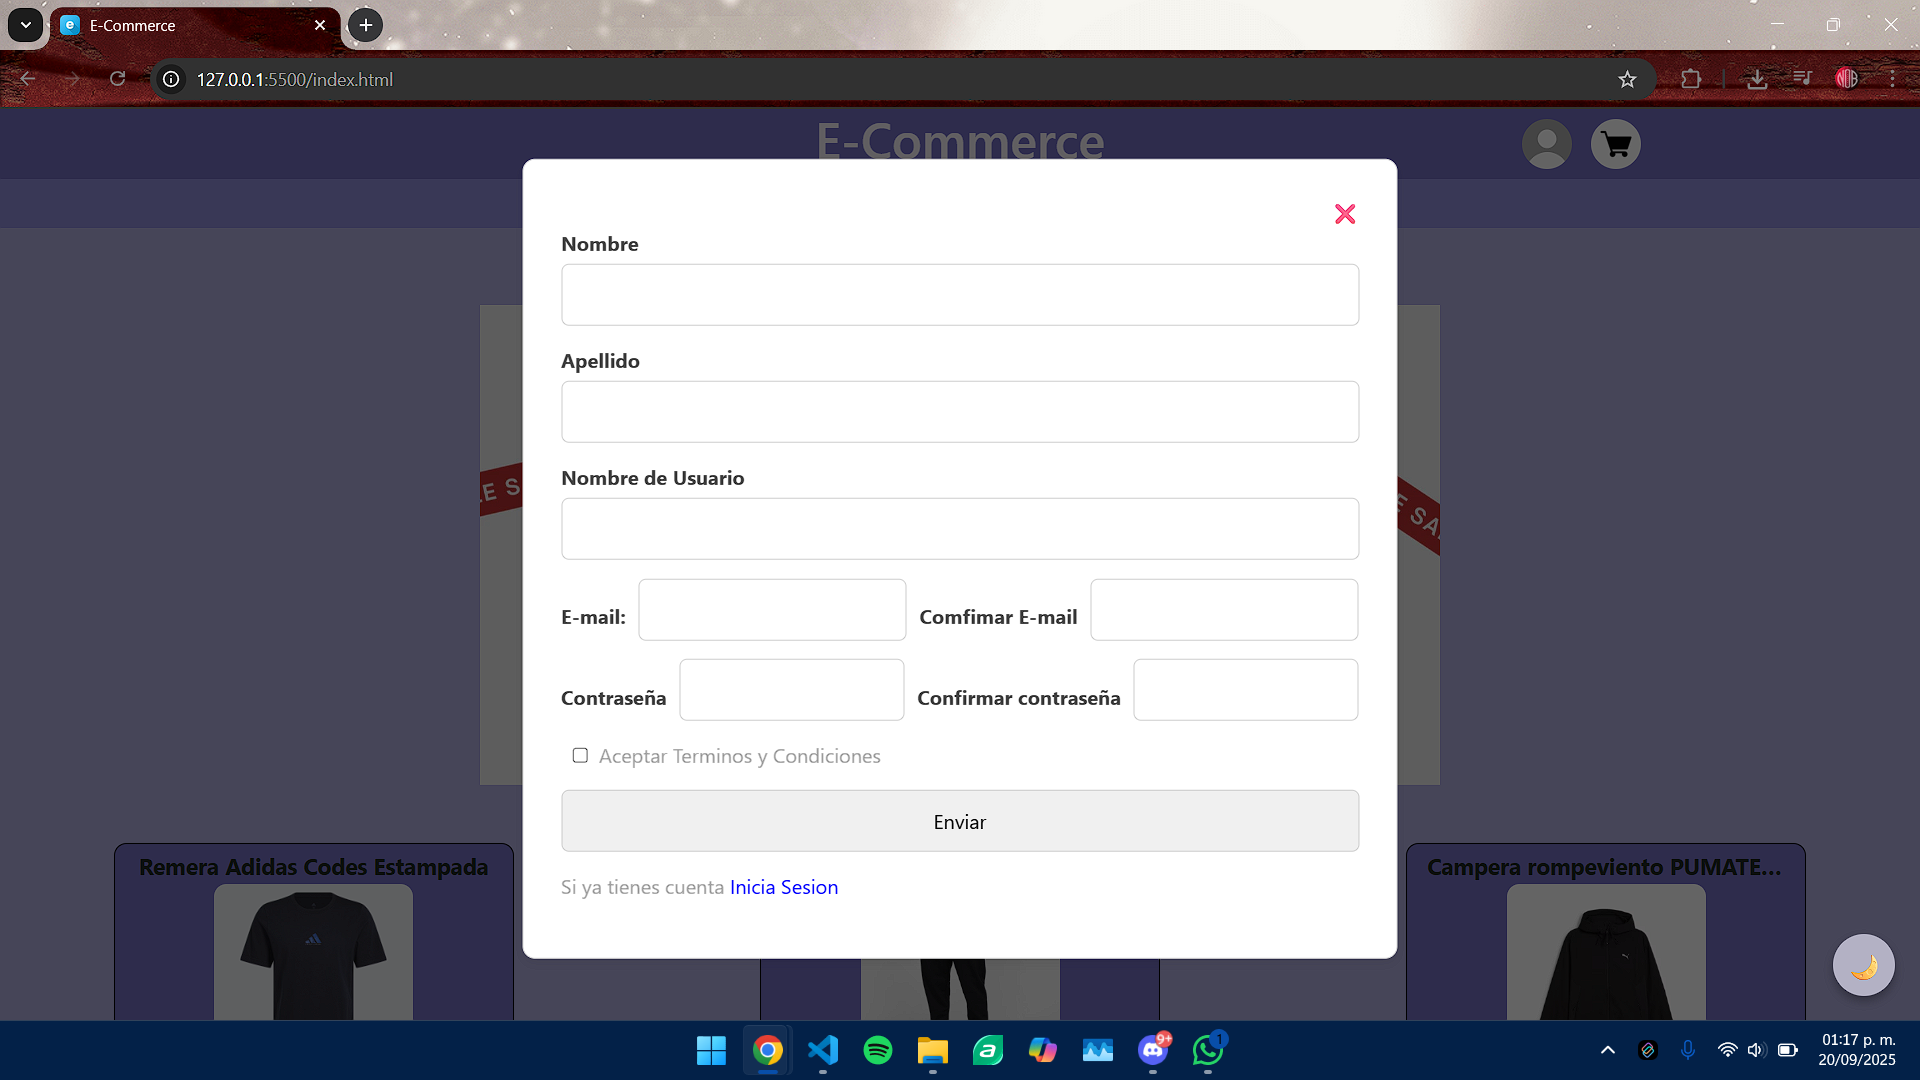 E-Commerce
127.0.0.1:5500/index.html
E-Commerce
Nombre
Apellido
Nombre de Usuario
E-mail:
Comfimar E-mail
Contraseña
Confirmar contraseña
Aceptar Terminos y Condiciones
Enviar
Si ya tienes cuenta Inicia Sesion
Remera Adidas Codes Estampada
Campera rompeviento PUMATE...
9+
1
01:17 p. m.
20/09/2025